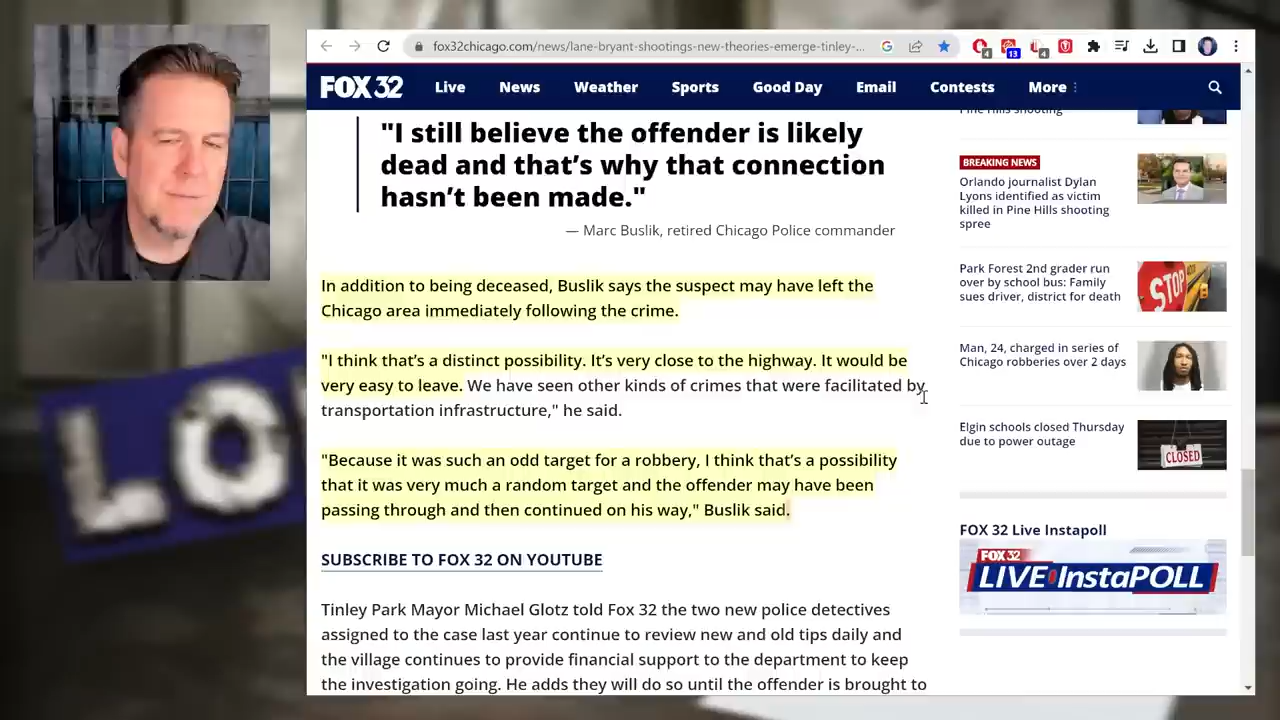 fox32chicago.com/news/lane-bryant-shootings-new-theories-emerge-tinley-...
4
13
4
FOX 32
Live
News
Weather
Sports
Good Day
Email
Contests
More
"I still believe the offender is likely
dead and that’s why that connection
hasn’t been made."
— Marc Buslik, retired Chicago Police commander
In addition to being deceased, Buslik says the suspect may have left the
Chicago area immediately following the crime.
"I think that’s a distinct possibility. It’s very close to the highway. It would be
very easy to leave. We have seen other kinds of crimes that were facilitated by
transportation infrastructure," he said.
"Because it was such an odd target for a robbery, I think that’s a possibility
that it was very much a random target and the offender may have been
passing through and then continued on his way," Buslik said.
SUBSCRIBE TO FOX 32 ON YOUTUBE
Tinley Park Mayor Michael Glotz told Fox 32 the two new police detectives
assigned to the case last year continue to review new and old tips daily and
the village continues to provide financial support to the department to keep
the investigation going. He adds they will do so until the offender is brought to
Pine Hills shooting
BREAKING NEWS
Orlando journalist Dylan
Lyons identified as victim
killed in Pine Hills shooting
spree
Park Forest 2nd grader run
over by school bus: Family
sues driver, district for death
STOP
Man, 24, charged in series of
Chicago robberies over 2 days
Elgin schools closed Thursday
due to power outage
CLOSED
FOX 32 Live Instapoll
FOX 32
LIVE InstaPOLL
LO